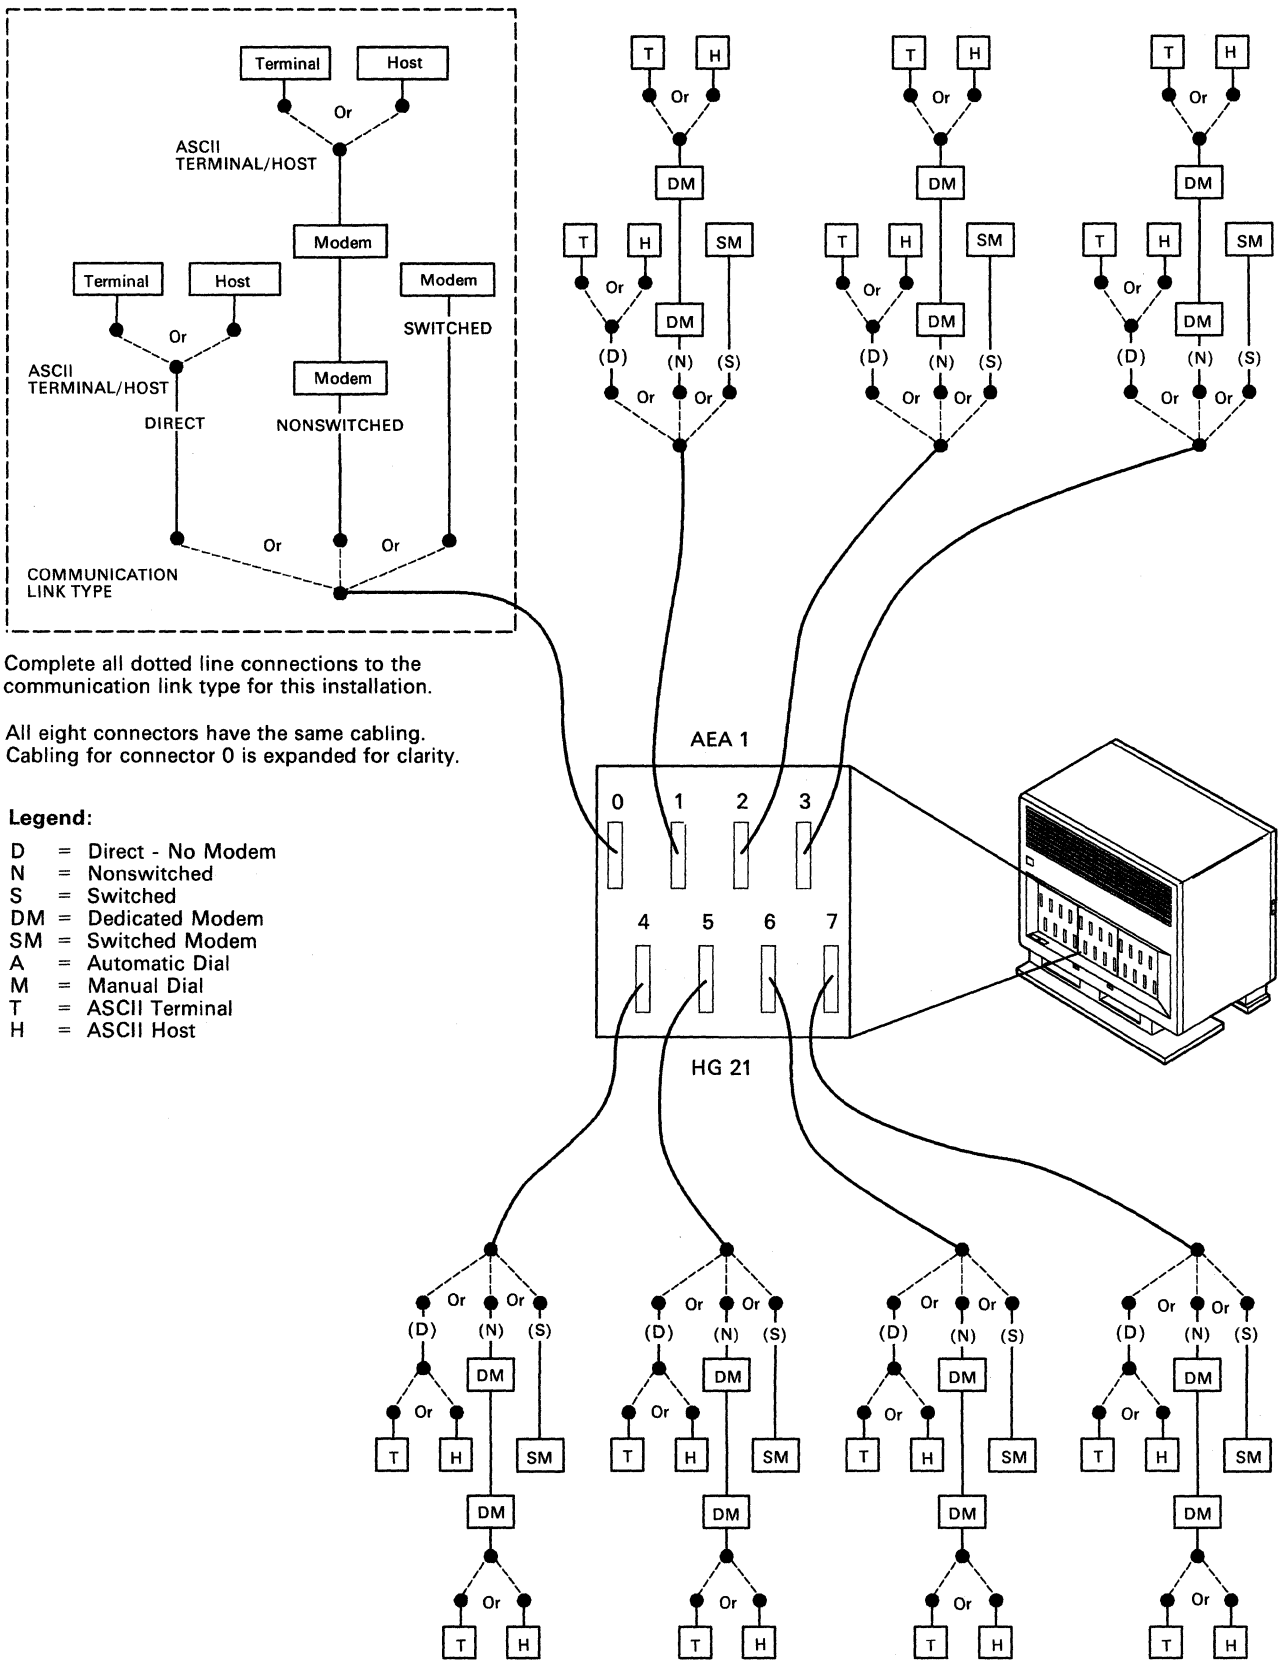 Terminal
Host
Or
ASCII
TERMINAL/HOST
Modem
Terminal
Host
Modem
Or
SWITCHED
ASCII
TERMINAL/HOST
Modem
DIRECT
NONSWITCHED
Or
Or
COMMUNICATION
LINK TYPE
T H
Or
DM
T H SM
Or
DM
(D) (N) (S)
Or Or
T H
Or
DM
T H SM
Or
DM
(D) (N) (S)
Or Or
T H
Or
DM
T H SM
Or
DM
(D) (N) (S)
Or Or
Complete all dotted line connections to the
communication link type for this installation.
All eight connectors have the same cabling.
Cabling for connector 0 is expanded for clarity.
Legend:
D = Direct - No Modem
N = Nonswitched
S = Switched
DM = Dedicated Modem
SM = Switched Modem
A = Automatic Dial
M = Manual Dial
T = ASCII Terminal
H = ASCII Host
AEA 1
0 1 2 3
4 5 6 7
HG 21
Or Or
(D) (N) (S)
DM
Or
T H SM
DM
Or
T H
Or Or
(D) (N) (S)
DM
Or
T H SM
DM
Or
T H
Or Or
(D) (N) (S)
DM
Or
T H SM
DM
Or
T H
Or Or
(D) (N) (S)
DM
Or
T H SM
DM
Or
T H